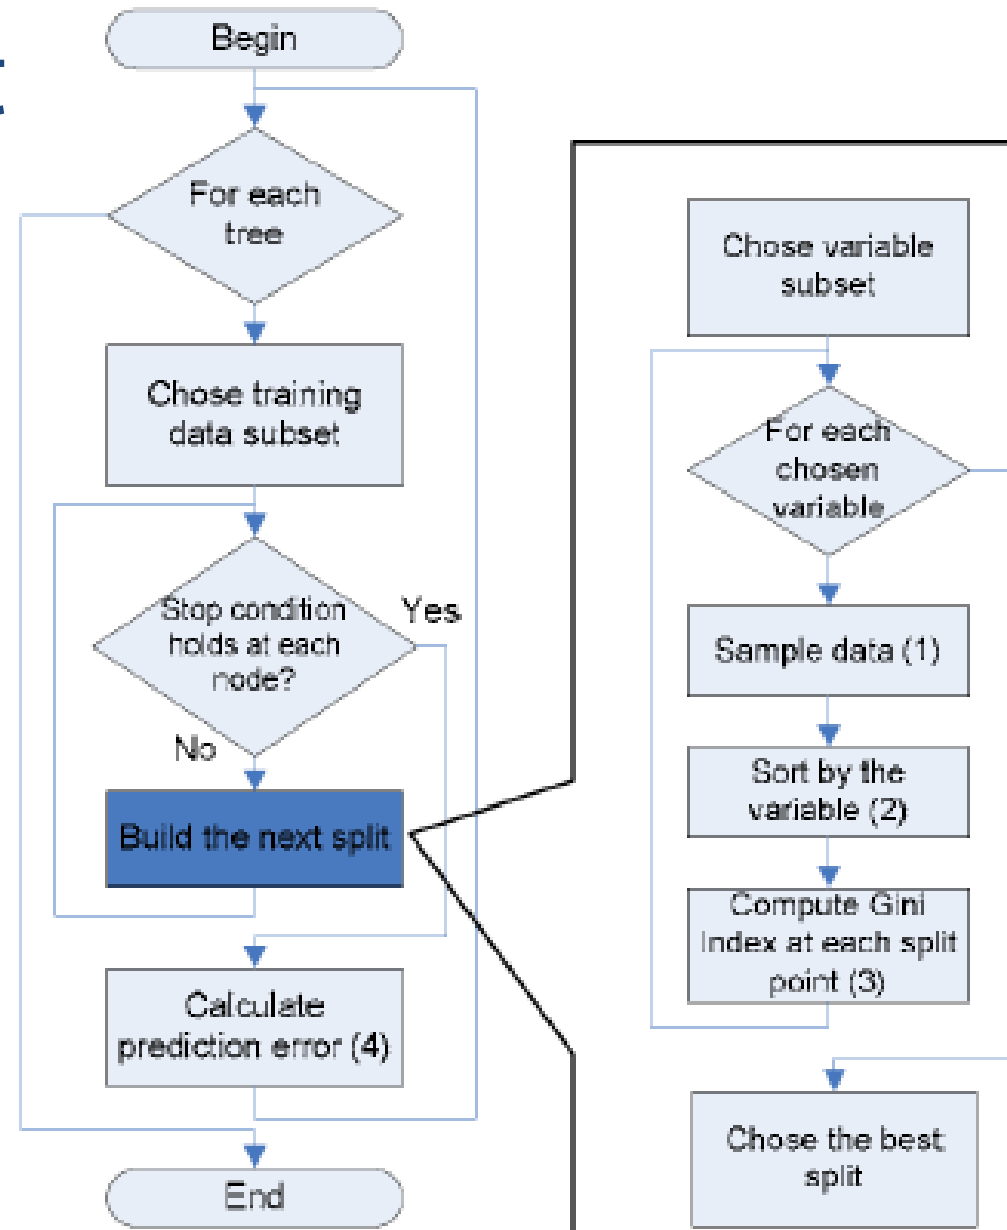 Begin
For each
tree
Chose training
data subset
Stop condition
holds at each
node?
Yes
No
Build the next split
Calculate
prediction error (4)
End
Chose variable
subset
For each
chosen
variable
Sample data (1)
Sort by the
variable (2)
Compute Gini
Index at each split
point (3)
Chose the best
split